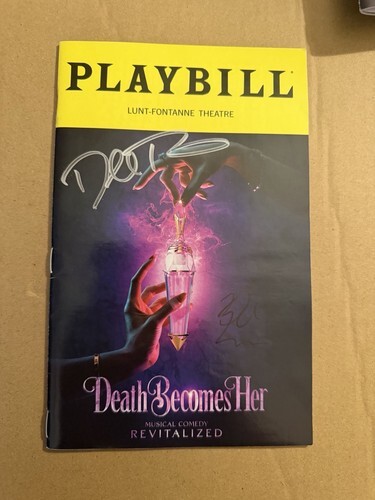 PLAYBILL
LUNT-FONTANNE THEATRE
Death Becomes Her
MUSICAL COMEDY
REVITALIZED